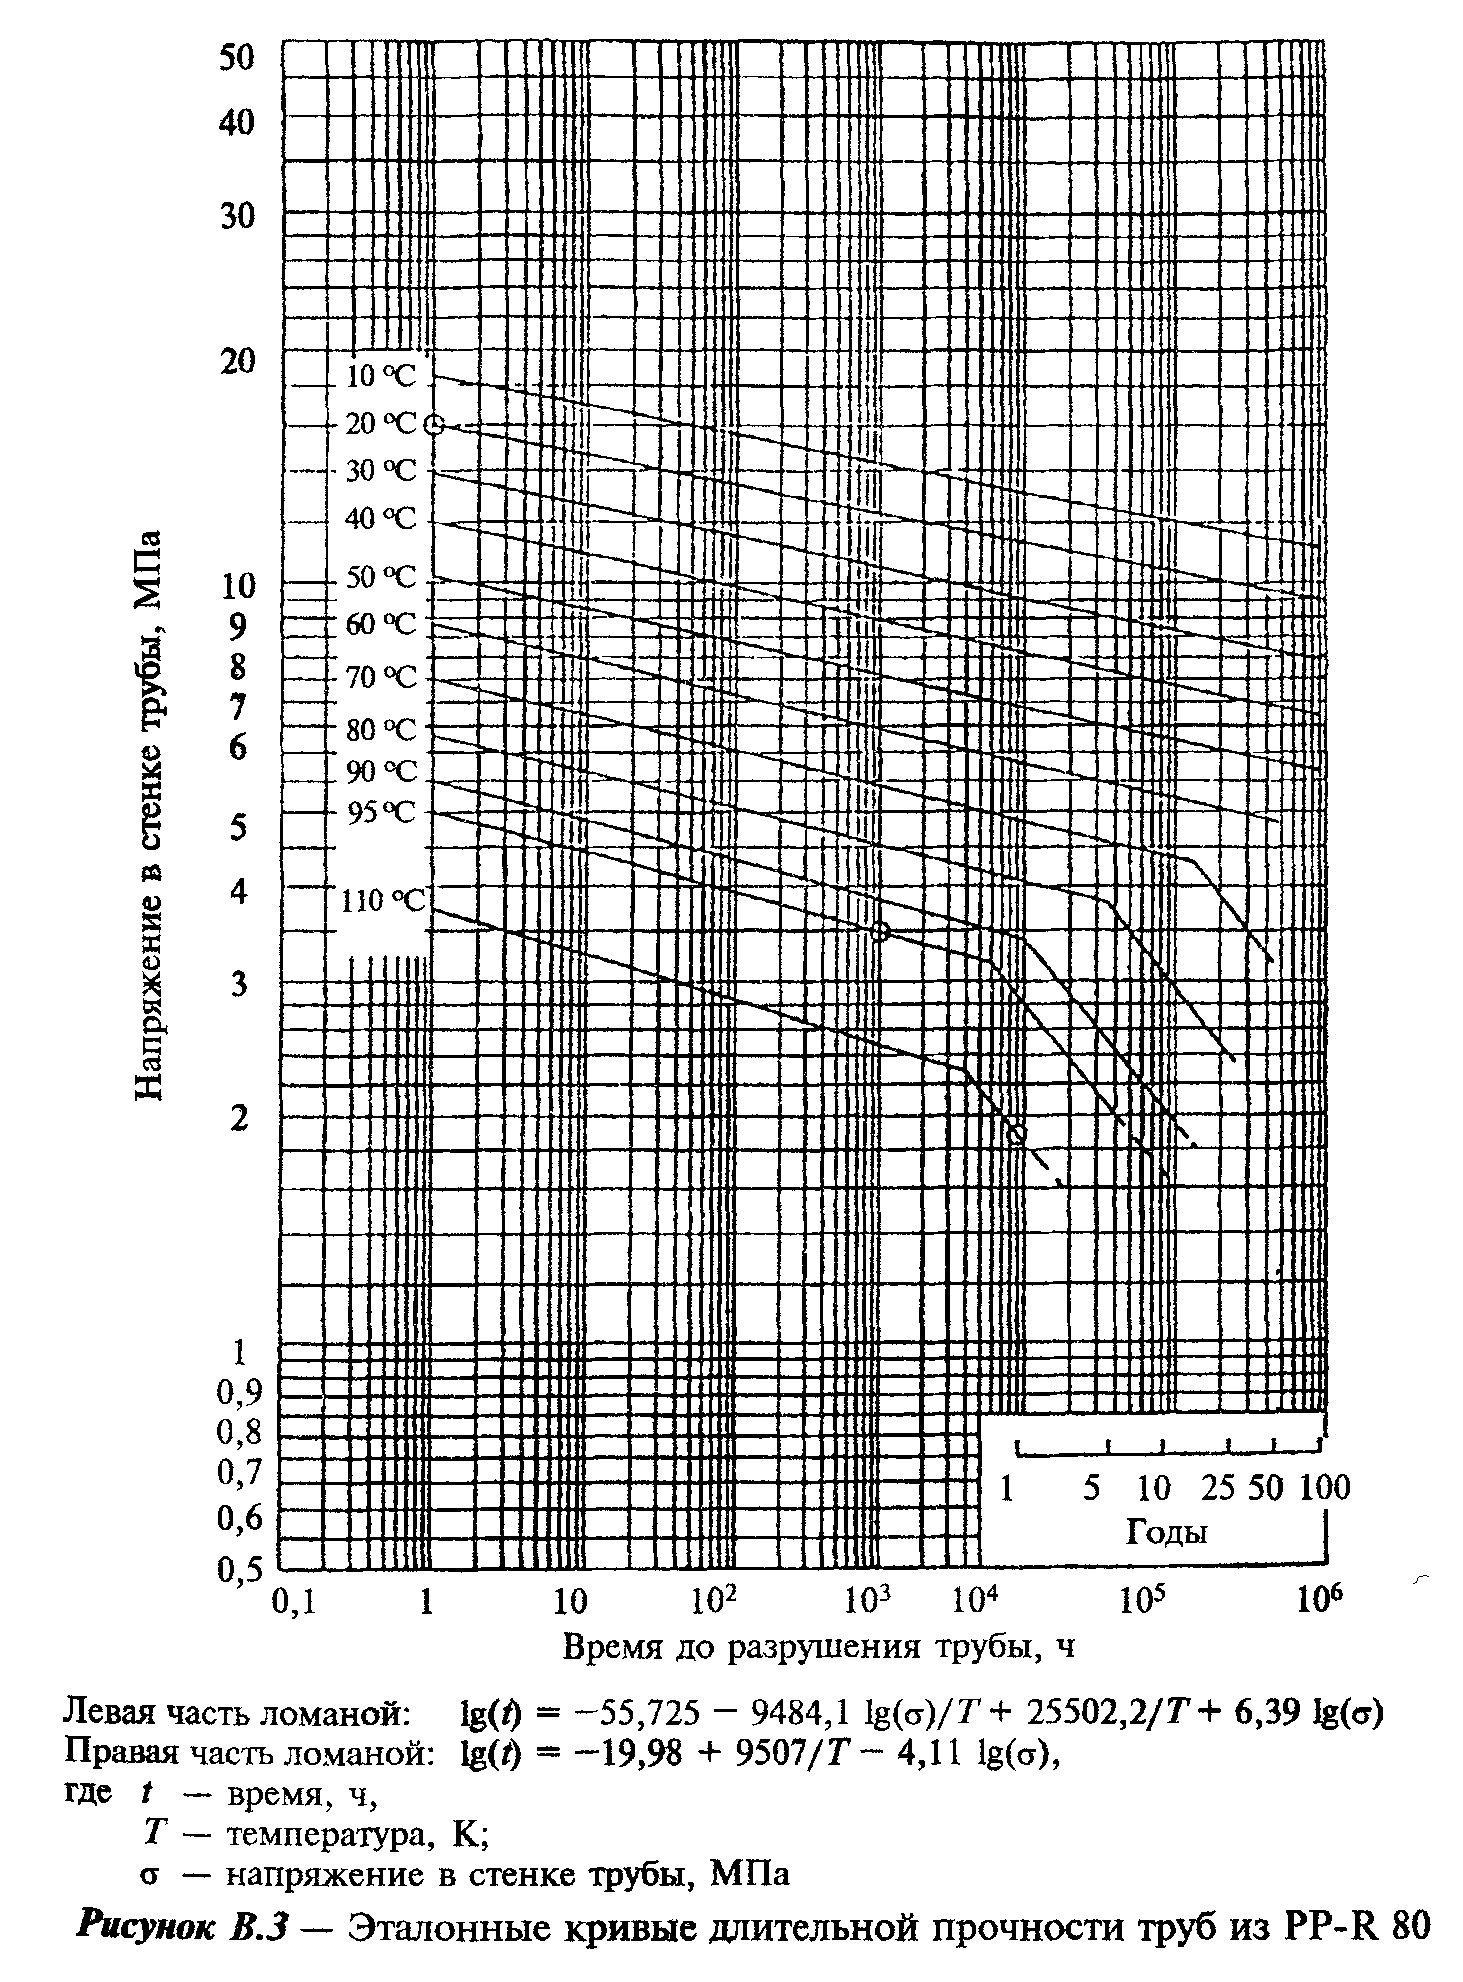 50
40
30
20
10
9
8
7
6
5
4
3
2
1
0,9
0,8
0,7
0,6
0,5
Напряжение в стенке трубы, МПа
10 °C
20 °C
30 °C
40 °C
50 °C
60 °C
70 °C
80 °C
90 °C
95 °C
110 °C
1 5 10 25 50 100
Годы
0,1 1 10 10² 10³ 10⁴ 10⁵ 10⁶
Время до разрушения трубы, ч
Левая часть ломаной: lg(t) = −55,725 − 9484,1 lg(σ)/T + 25502,2/T + 6,39 lg(σ)
Правая часть ломаной: lg(t) = −19,98 + 9507/T − 4,11 lg(σ),
где t — время, ч,
T — температура, К;
σ — напряжение в стенке трубы, МПа
Рисунок В.3 — Эталонные кривые длительной прочности труб из PP-R 80